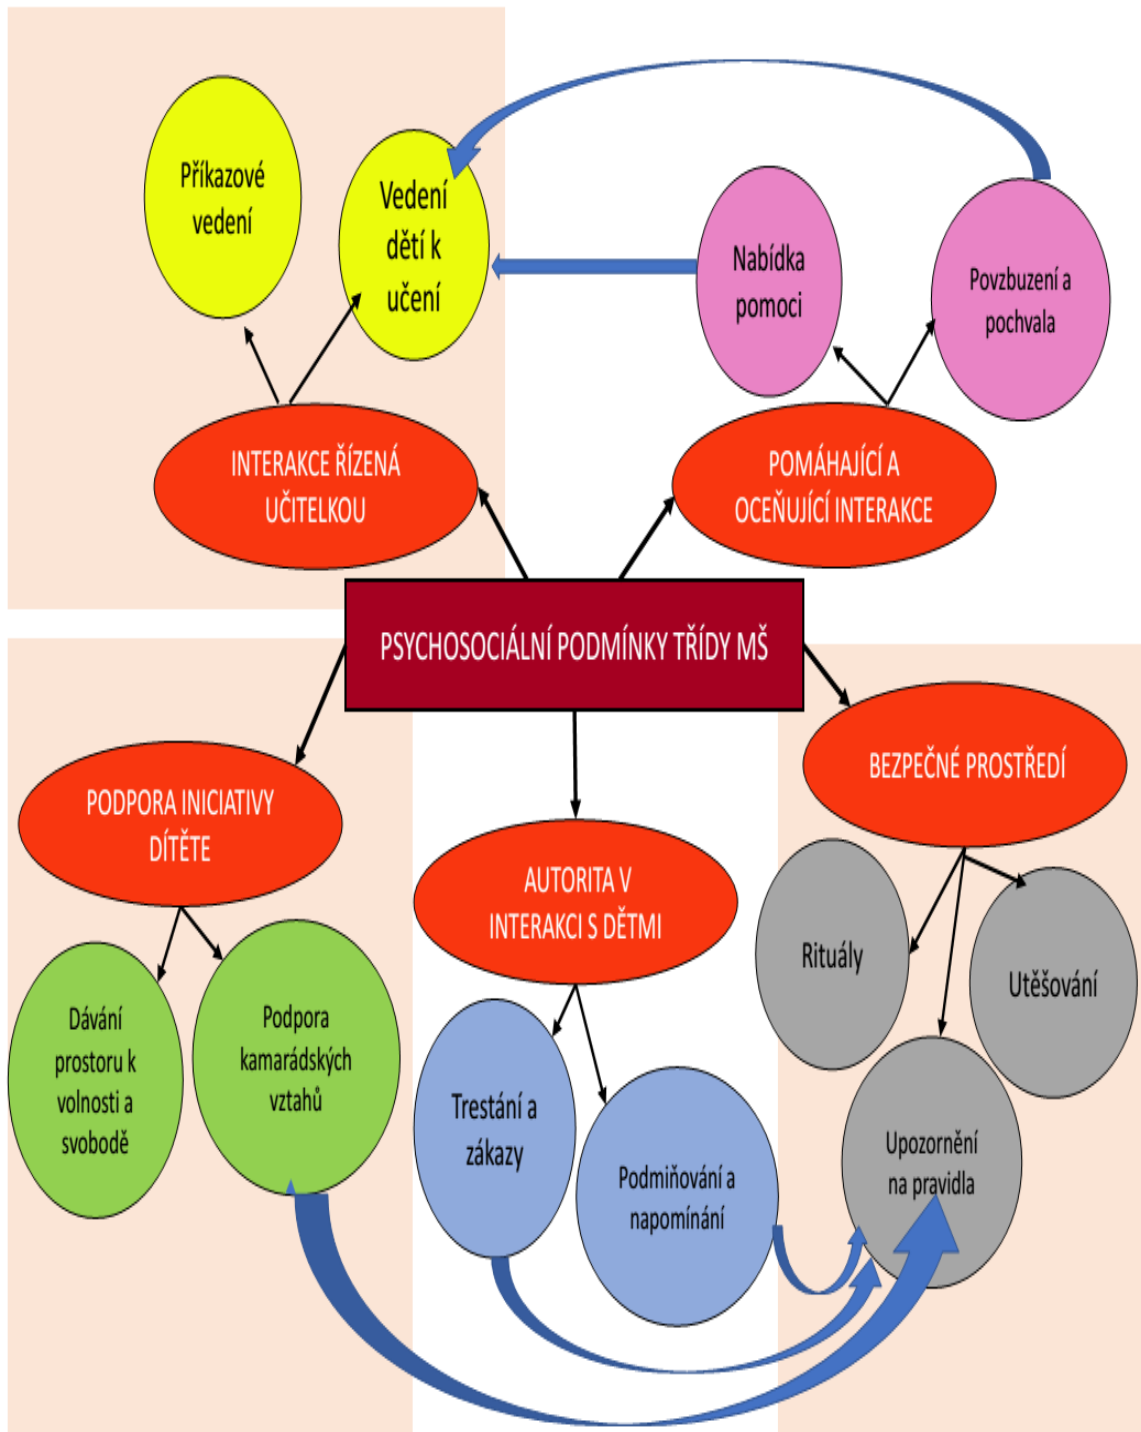 Příkazové
vedení
Vedení
dětí k
učení
Nabídka
pomoci
Povzbuzení a
pochvala
INTERAKCE ŘÍZENÁ
UČITELKOU
POMÁHAJÍCÍ A
OCEŇUJÍCÍ INTERAKCE
PSYCHOSOCIÁLNÍ PODMÍNKY TŘÍDY MŠ
PODPORA INICIATIVY
DÍTĚTE
AUTORITA V
INTERAKCI S DĚTMI
BEZPEČNÉ PROSTŘEDÍ
Dávání
prostoru k
volnosti a
svobodě
Podpora
kamarádských
vztahů
Trestání a
zákazy
Podmiňování a
napomínání
Rituály
Utěšování
Upozornění
na pravidla